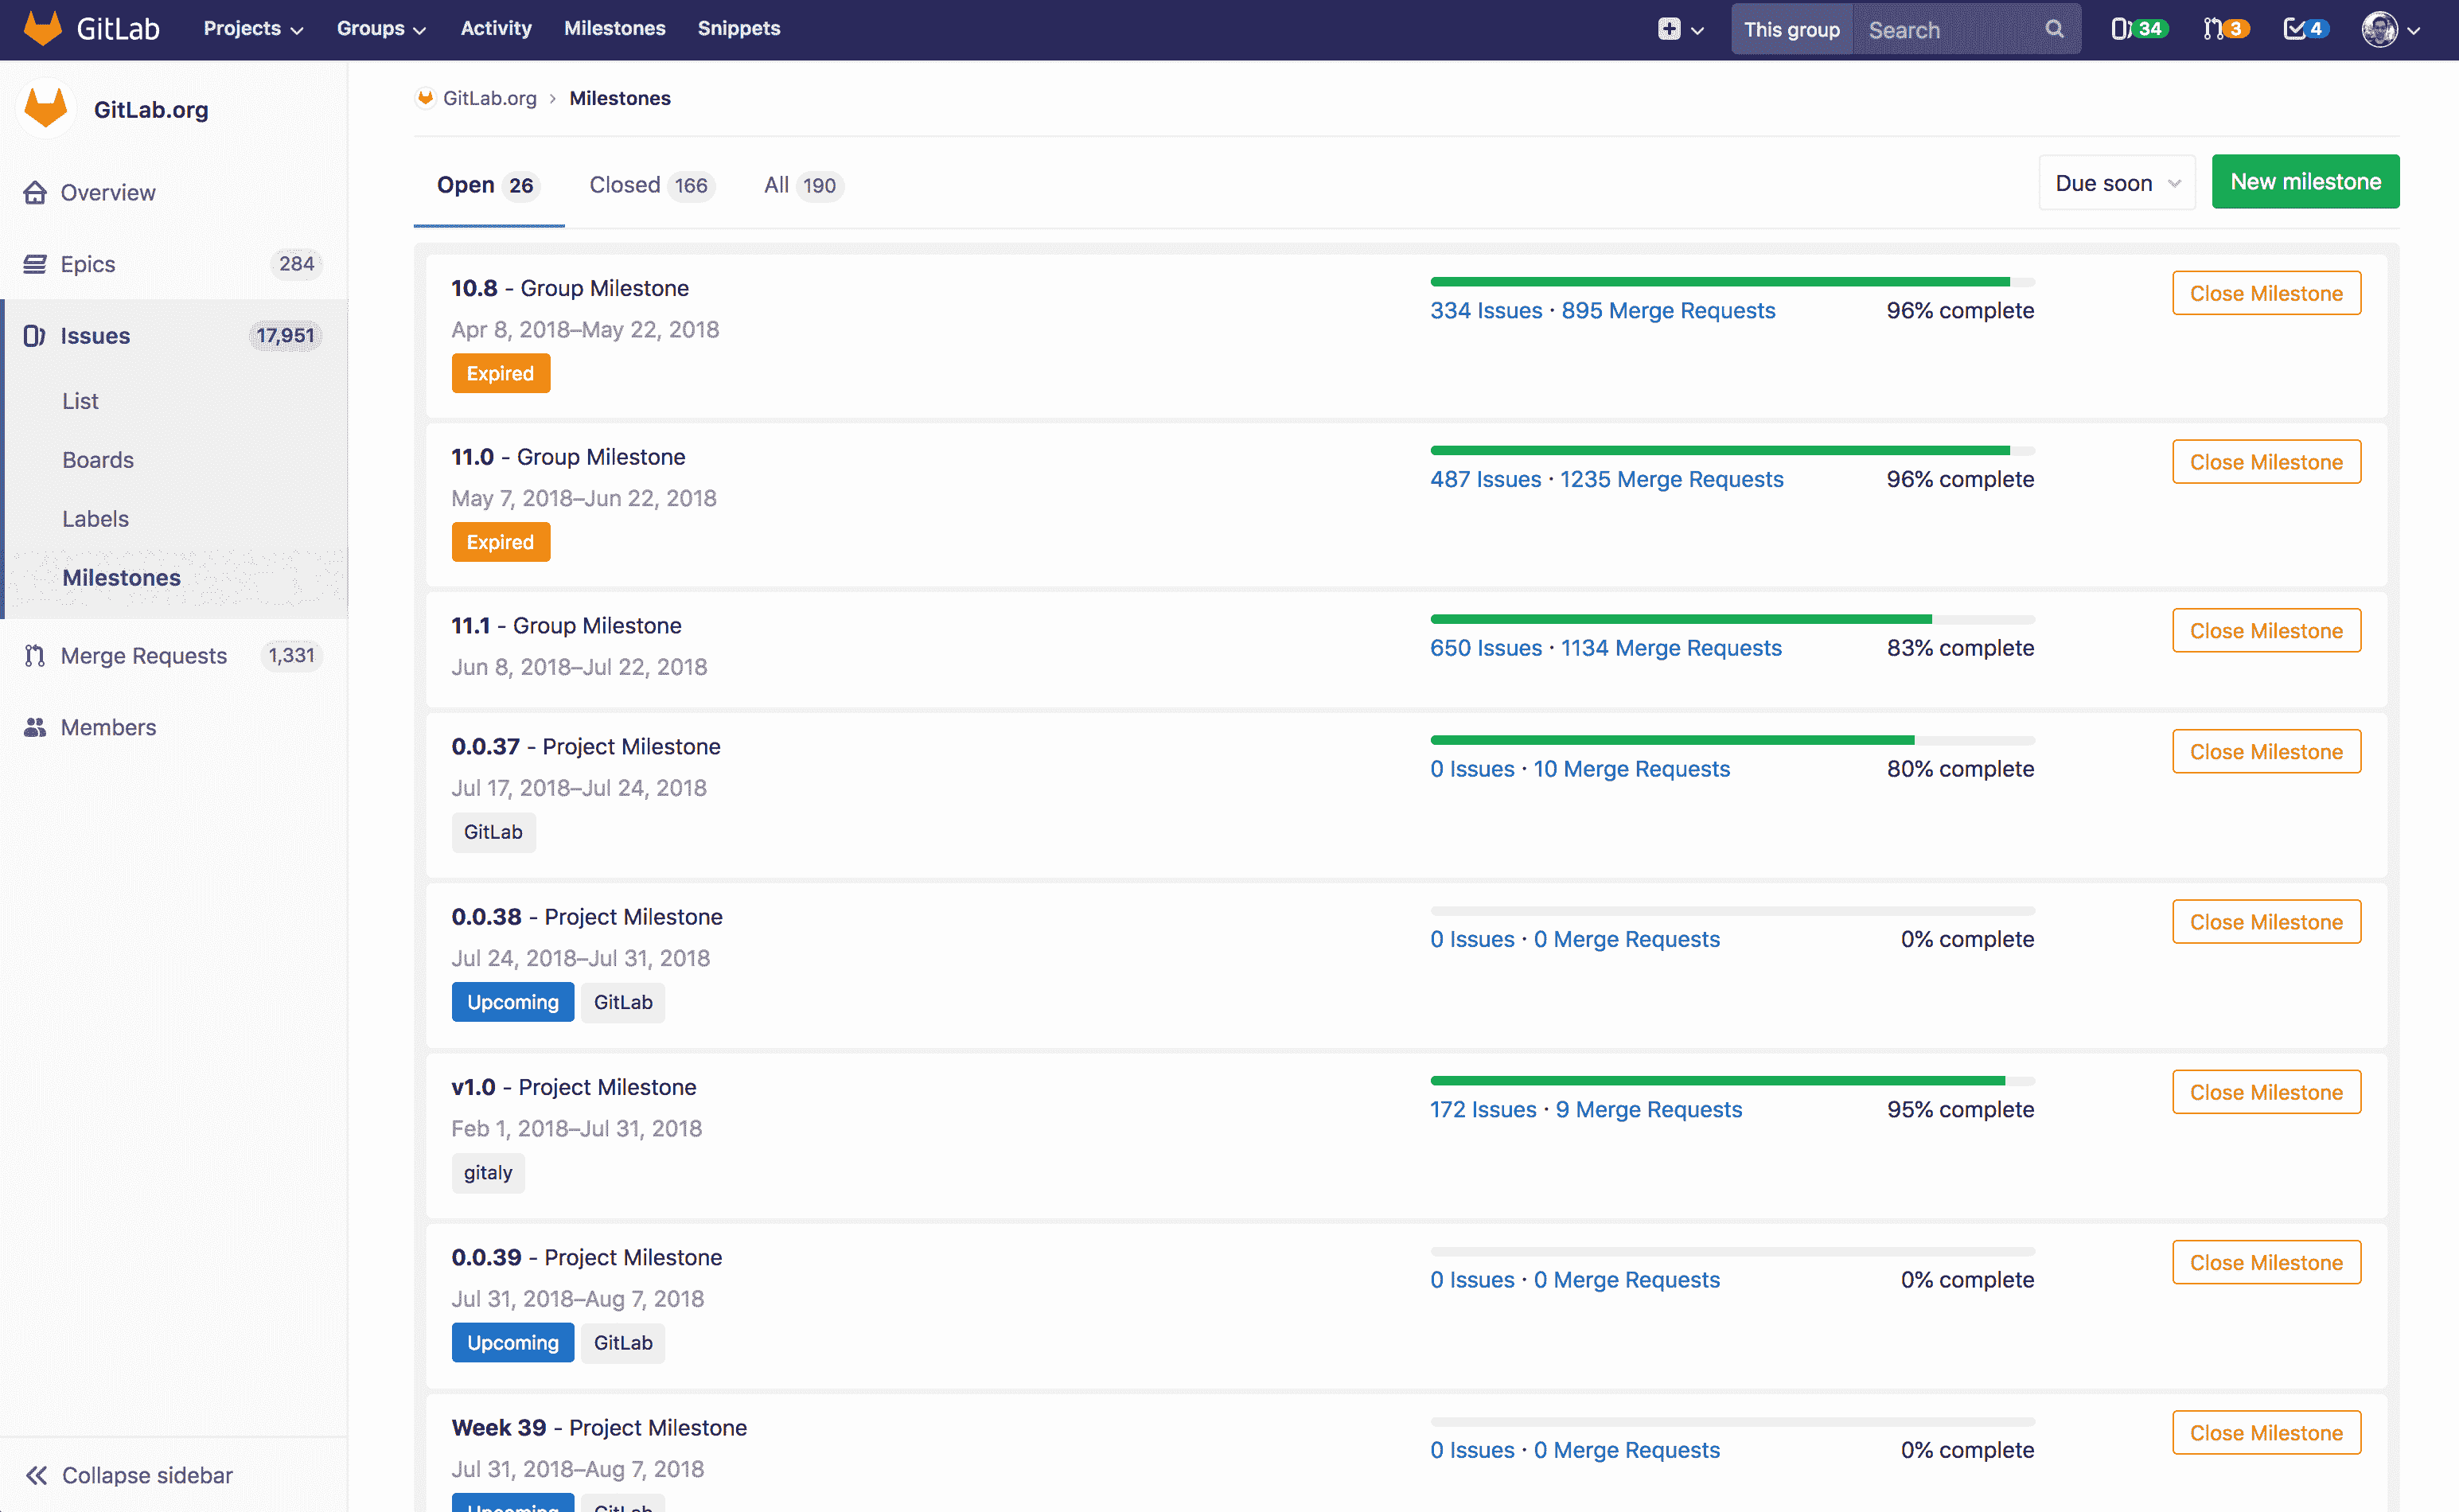 GitLab Projects Groups Activity Milestones Snippets This group Search 34 3 4
GitLab.org
Overview
Epics 284
Issues 17,951
List
Boards
Labels
Milestones
Merge Requests 1,331
Members
Collapse sidebar
GitLab.org › Milestones
Open 26 Closed 166 All 190 Due soon New milestone
10.8 - Group Milestone
Apr 8, 2018–May 22, 2018
Expired
334 Issues · 895 Merge Requests 96% complete
Close Milestone
11.0 - Group Milestone
May 7, 2018–Jun 22, 2018
Expired
487 Issues · 1235 Merge Requests 96% complete
Close Milestone
11.1 - Group Milestone
Jun 8, 2018–Jul 22, 2018
650 Issues · 1134 Merge Requests 83% complete
Close Milestone
0.0.37 - Project Milestone
Jul 17, 2018–Jul 24, 2018
GitLab
0 Issues · 10 Merge Requests 80% complete
Close Milestone
0.0.38 - Project Milestone
Jul 24, 2018–Jul 31, 2018
Upcoming GitLab
0 Issues · 0 Merge Requests 0% complete
Close Milestone
v1.0 - Project Milestone
Feb 1, 2018–Jul 31, 2018
gitaly
172 Issues · 9 Merge Requests 95% complete
Close Milestone
0.0.39 - Project Milestone
Jul 31, 2018–Aug 7, 2018
Upcoming GitLab
0 Issues · 0 Merge Requests 0% complete
Close Milestone
Week 39 - Project Milestone
Jul 31, 2018–Aug 7, 2018
Upcoming GitLab
0 Issues · 0 Merge Requests 0% complete
Close Milestone